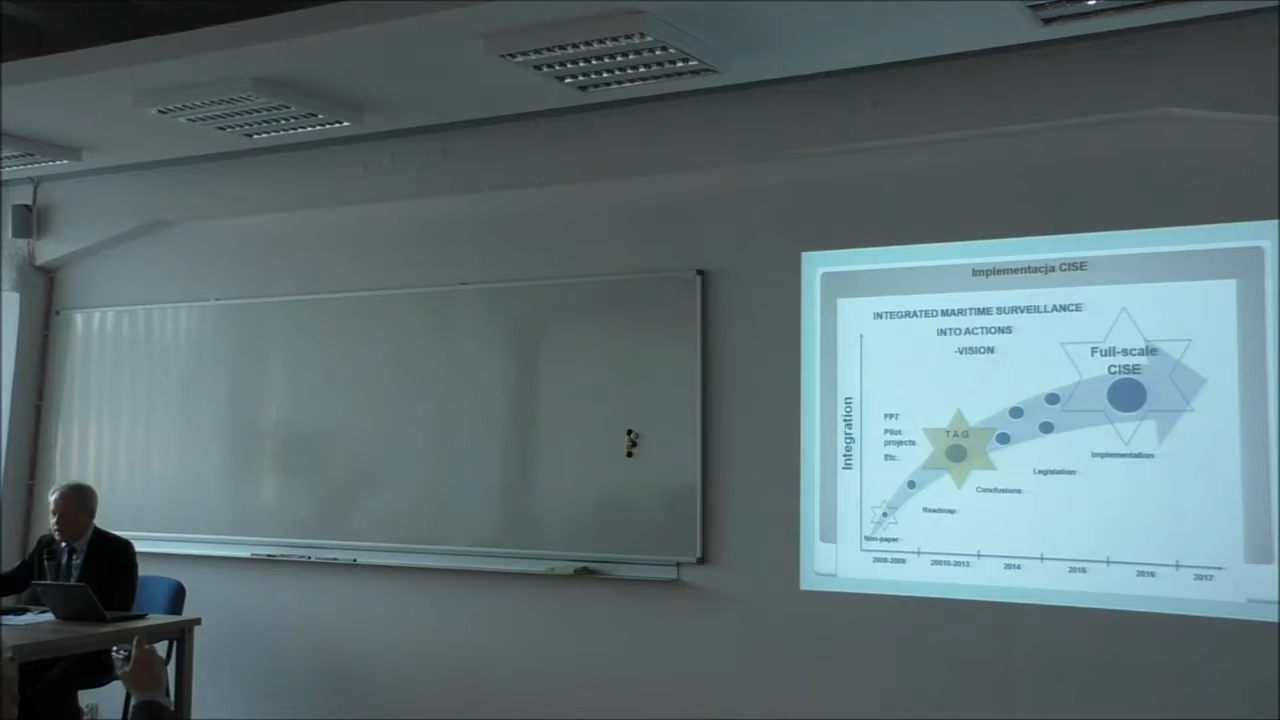 Implementacja CISE
INTEGRATED MARITIME SURVEILLANCE
INTO ACTIONS
-VISION
Full-scale
CISE
Integration
FP7
Pilot
projects
Etc.
TAG
Implementation
Legislation
Conclusions
Roadmap
Non-paper
2008-2009
20010-2013
2014
2015
2016
2017